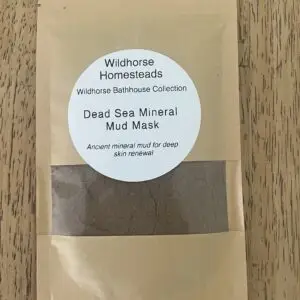 Wildhorse
Homesteads
Wildhorse Bathhouse Collection
Dead Sea Mineral
Mud Mask
Ancient mineral mud for deep
skin renewal